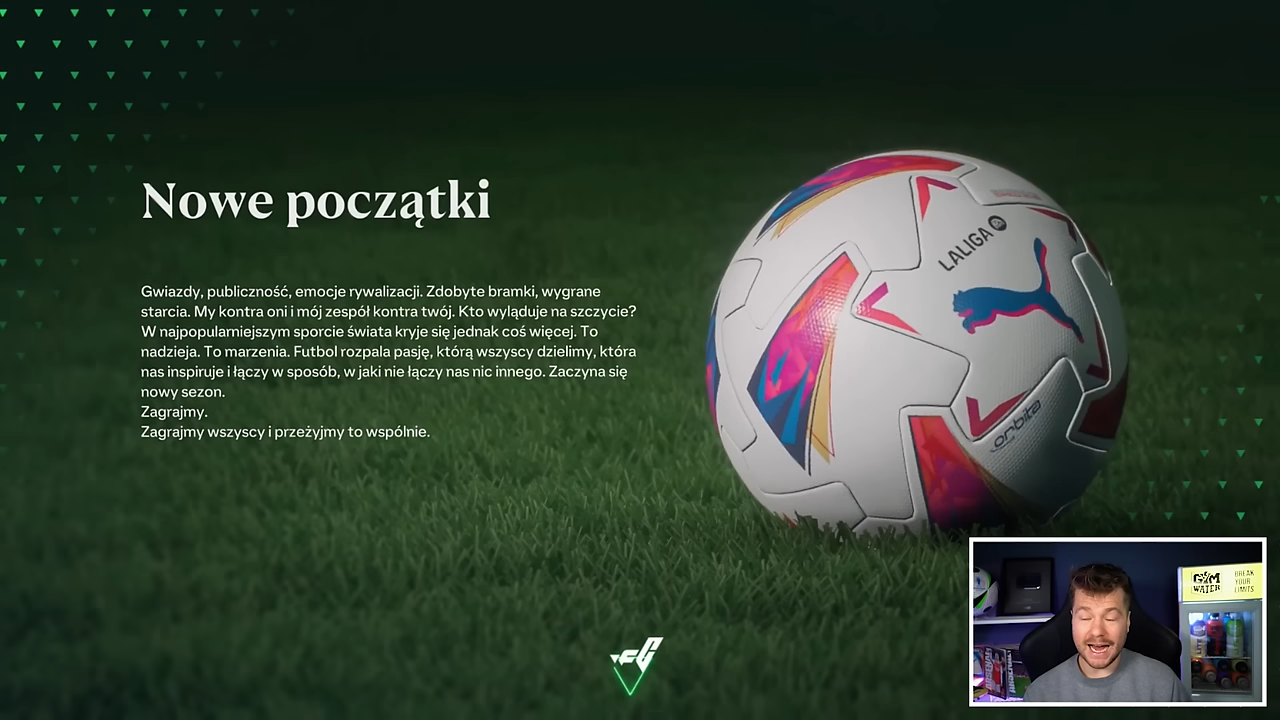 Nowe początki
Gwiazdy, publiczność, emocje rywalizacji. Zdobyte bramki, wygrane
starcia. My kontra oni i mój zespół kontra twój. Kto wyląduje na szczycie?
W najpopularniejszym sporcie świata kryje się jednak coś więcej. To
nadzieja. To marzenia. Futbol rozpala pasję, którą wszyscy dzielimy, która
nas inspiruje i łączy w sposób, w jaki nie łączy nas nic innego. Zaczyna się
nowy sezon.
Zagrajmy.
Zagrajmy wszyscy i przeżyjmy to wspólnie.
LALIGA
orbita
FC
GYM
WATER
BREAK
YOUR
LIMITS